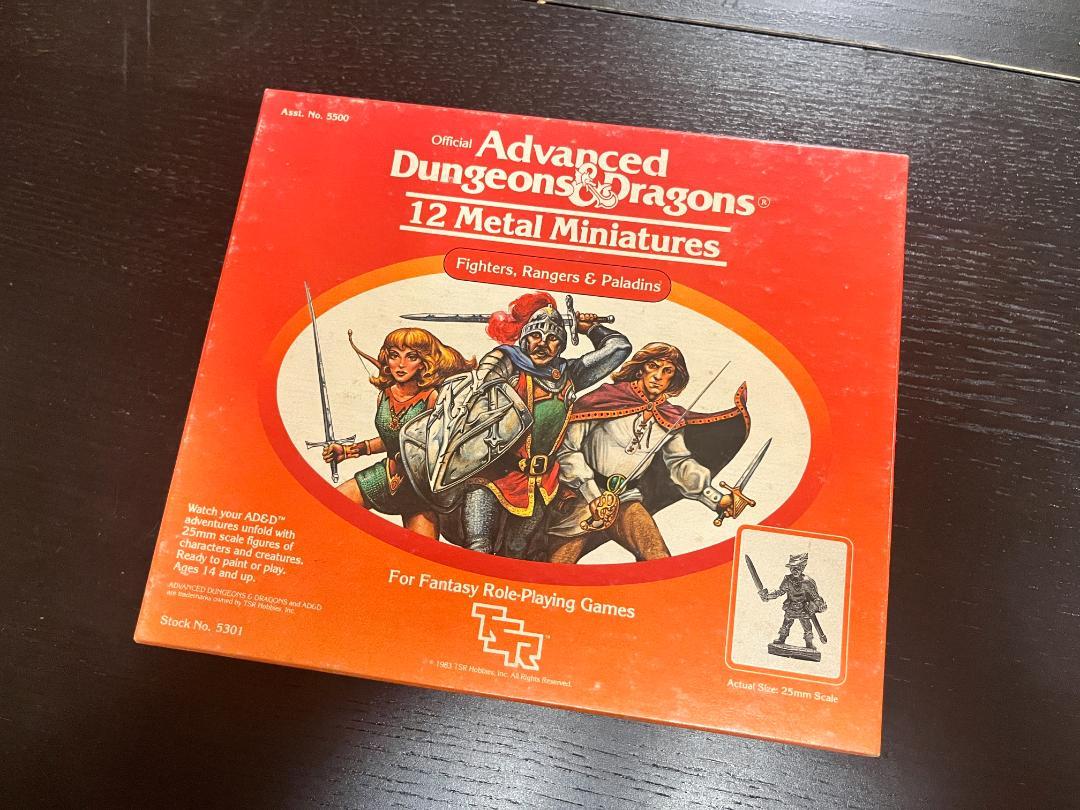 Asst. No. 5500
Official Advanced
Dungeons & Dragons®
12 Metal Miniatures
Fighters, Rangers & Paladins
Watch your AD&D™
adventures unfold with
25mm scale figures of
characters and creatures.
Ready to paint or play.
Ages 14 and up.
ADVANCED DUNGEONS & DRAGONS and AD&D
are trademarks owned by TSR Hobbies, Inc.
Stock No. 5301
For Fantasy Role-Playing Games
TSR™
© 1983 TSR Hobbies, Inc. All Rights Reserved.
Actual Size: 25mm Scale